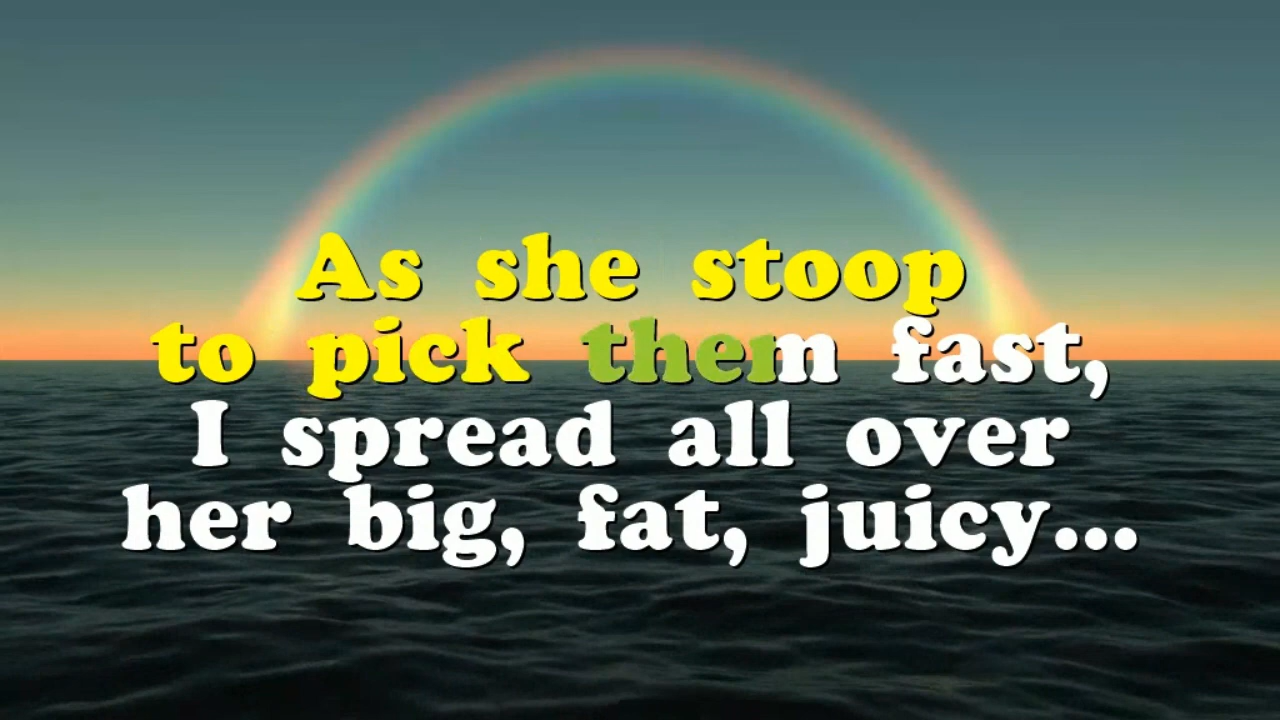 As she stoop
to pick them fast,
I spread all over
her big, fat, juicy...